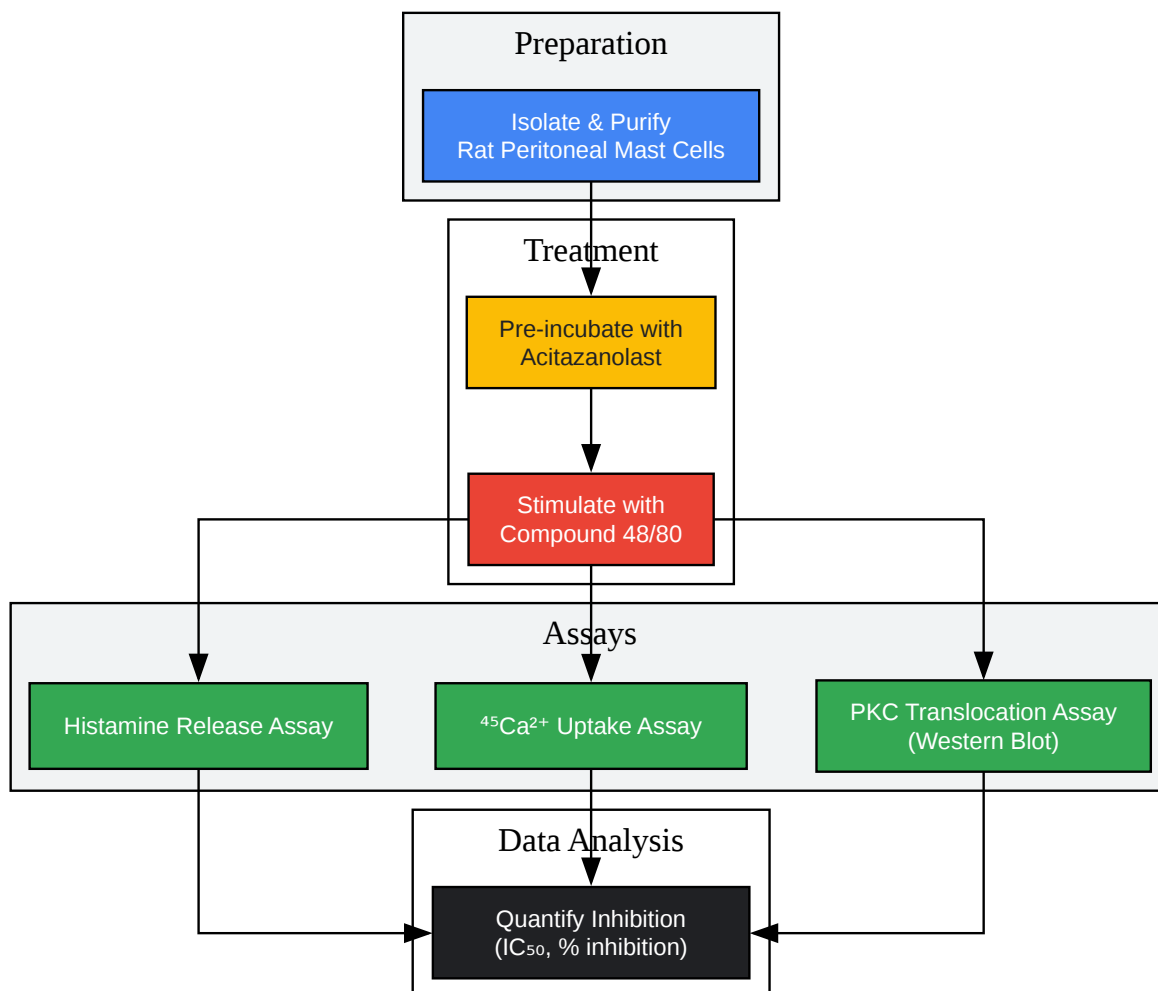 Preparation
Isolate & Purify
Rat Peritoneal Mast Cells
Treatment
Pre-incubate with
Acitazanolast
Stimulate with
Compound 48/80
Assays
Histamine Release Assay
⁴⁵Ca²⁺ Uptake Assay
PKC Translocation Assay
(Western Blot)
Data Analysis
Quantify Inhibition
(IC₅₀, % inhibition)